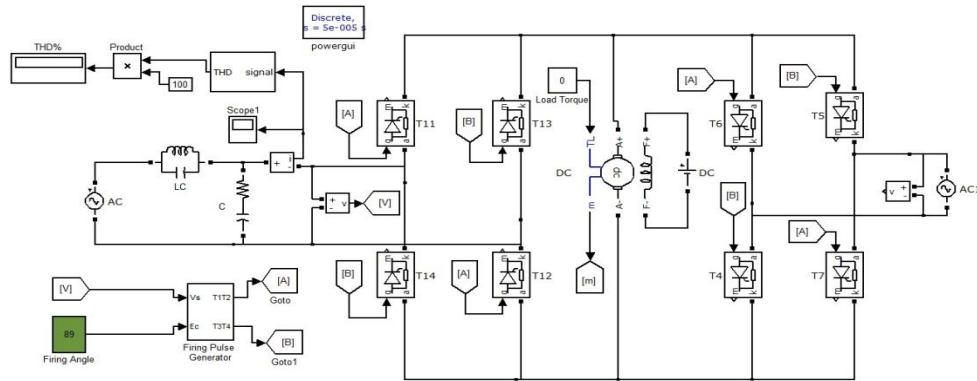 Discrete,
s = 5e-005 s
powergui
THD%
Product
×
THD
signal
100
Scope1
AC
LC
C
+
-
i
+
-
v
[V]
[A]
T11
[B]
T13
[B]
T14
[A]
T12
g
m
a
k
0
Load Torque
TL
m
DC
dc
A+
A-
F+
F-
DC
[m]
[A]
T6
[B]
T5
[B]
T4
[A]
T7
v
+
-
AC1
[V]
89
Firing Angle
Vs
Ec
T1T2
T3T4
Firing Pulse
Generator
[A]
Goto
[B]
Goto1